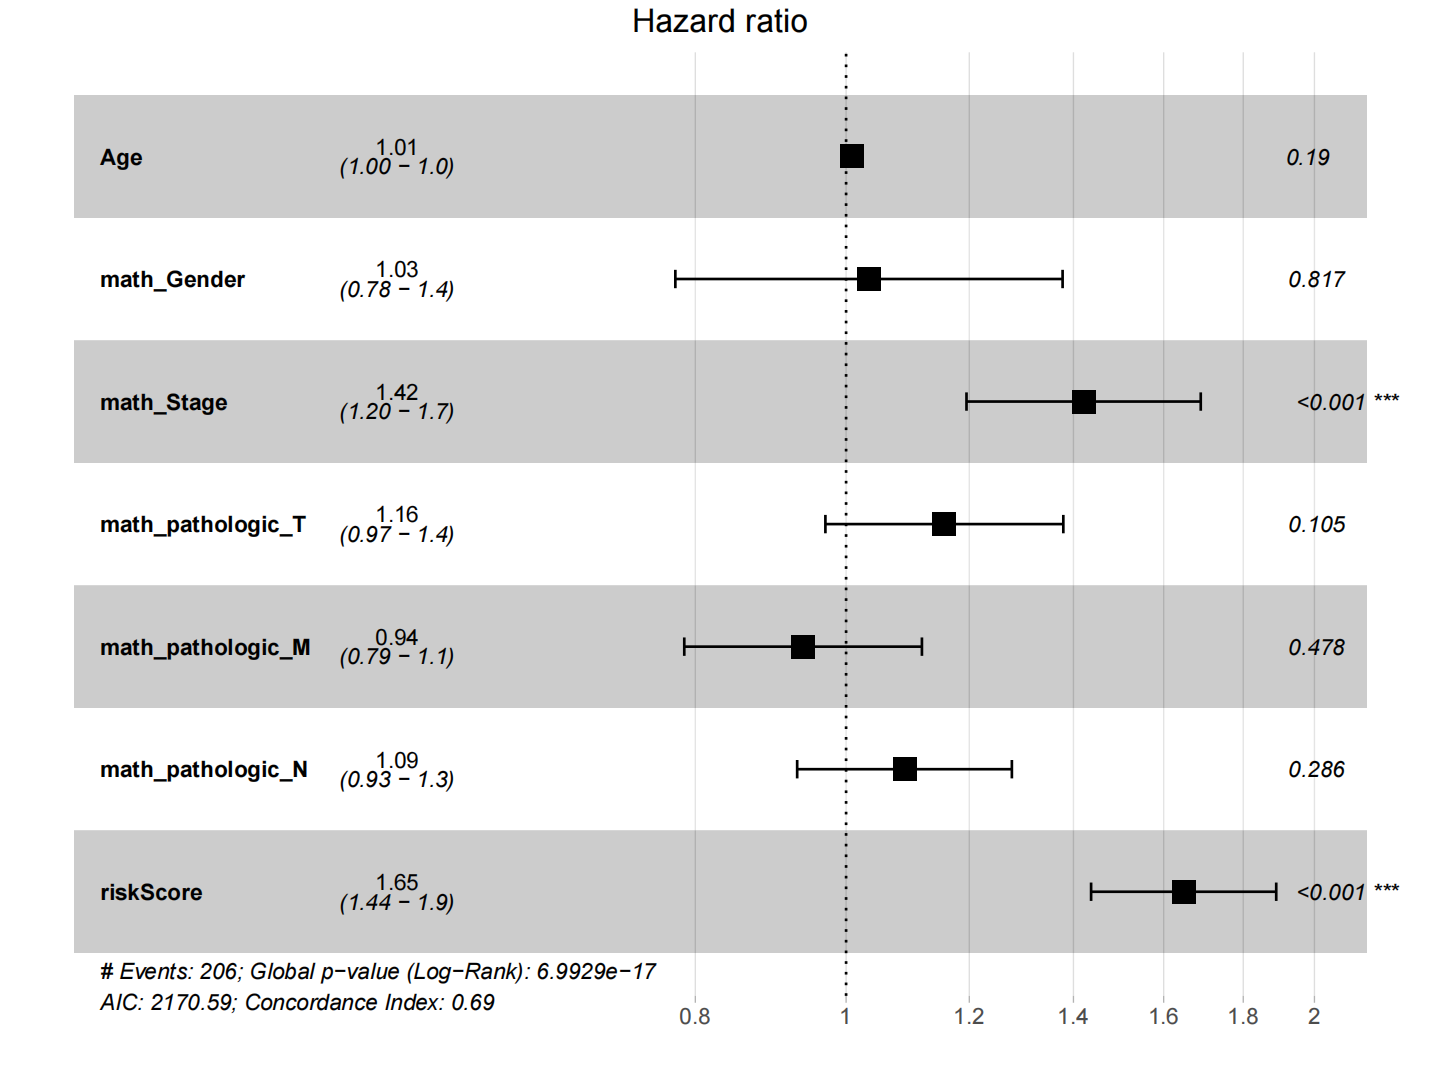 Hazard ratio
Age 1.01 0.19
(1.00 − 1.0)
math_Gender 1.03 0.817
(0.78 − 1.4)
math_Stage 1.42 <0.001 ***
(1.20 − 1.7)
math_pathologic_T 1.16 0.105
(0.97 − 1.4)
math_pathologic_M 0.94 0.478
(0.79 − 1.1)
math_pathologic_N 1.09 0.286
(0.93 − 1.3)
riskScore 1.65 <0.001 ***
(1.44 − 1.9)
# Events: 206; Global p−value (Log−Rank): 6.9929e−17
AIC: 2170.59; Concordance Index: 0.69
0.8 1 1.2 1.4 1.6 1.8 2